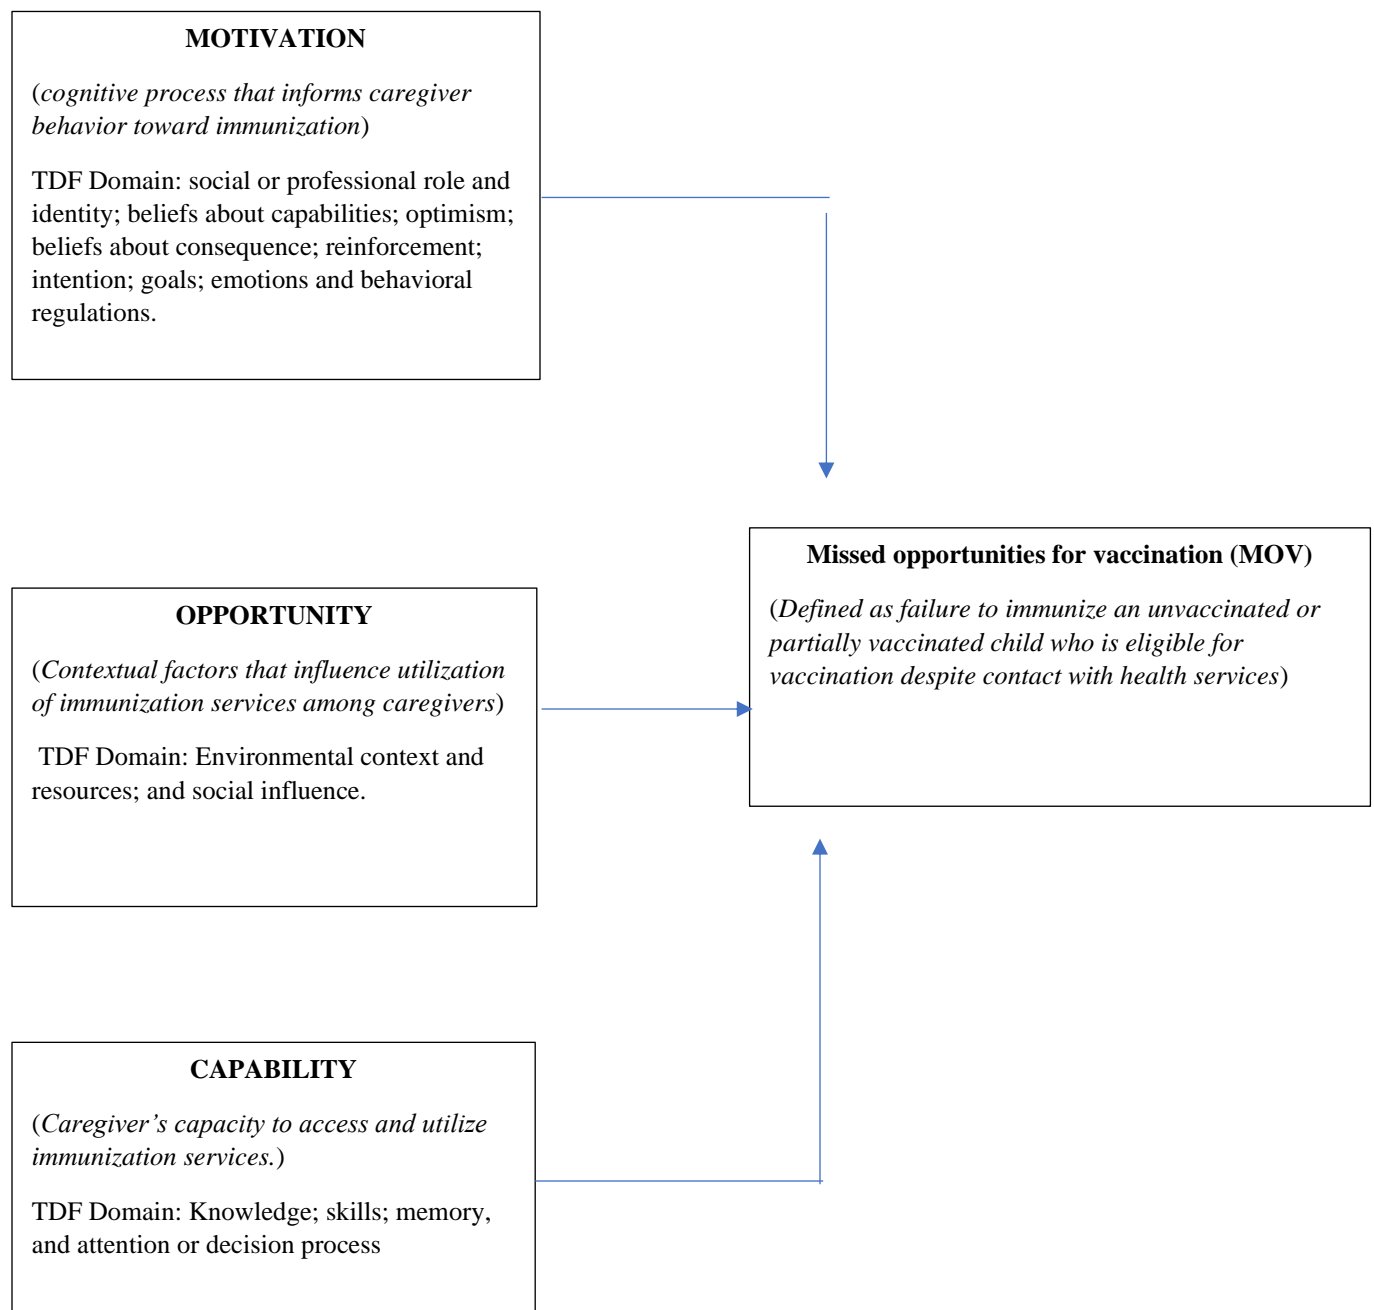 MOTIVATION
(cognitive process that informs caregiver
behavior toward immunization)
TDF Domain: social or professional role and
identity; beliefs about capabilities; optimism;
beliefs about consequence; reinforcement;
intention; goals; emotions and behavioral
regulations.
Missed opportunities for vaccination (MOV)
(Defined as failure to immunize an unvaccinated or
partially vaccinated child who is eligible for
vaccination despite contact with health services)
OPPORTUNITY
(Contextual factors that influence utilization
of immunization services among caregivers)
TDF Domain: Environmental context and
resources; and social influence.
CAPABILITY
(Caregiver’s capacity to access and utilize
immunization services.)
TDF Domain: Knowledge; skills; memory,
and attention or decision process